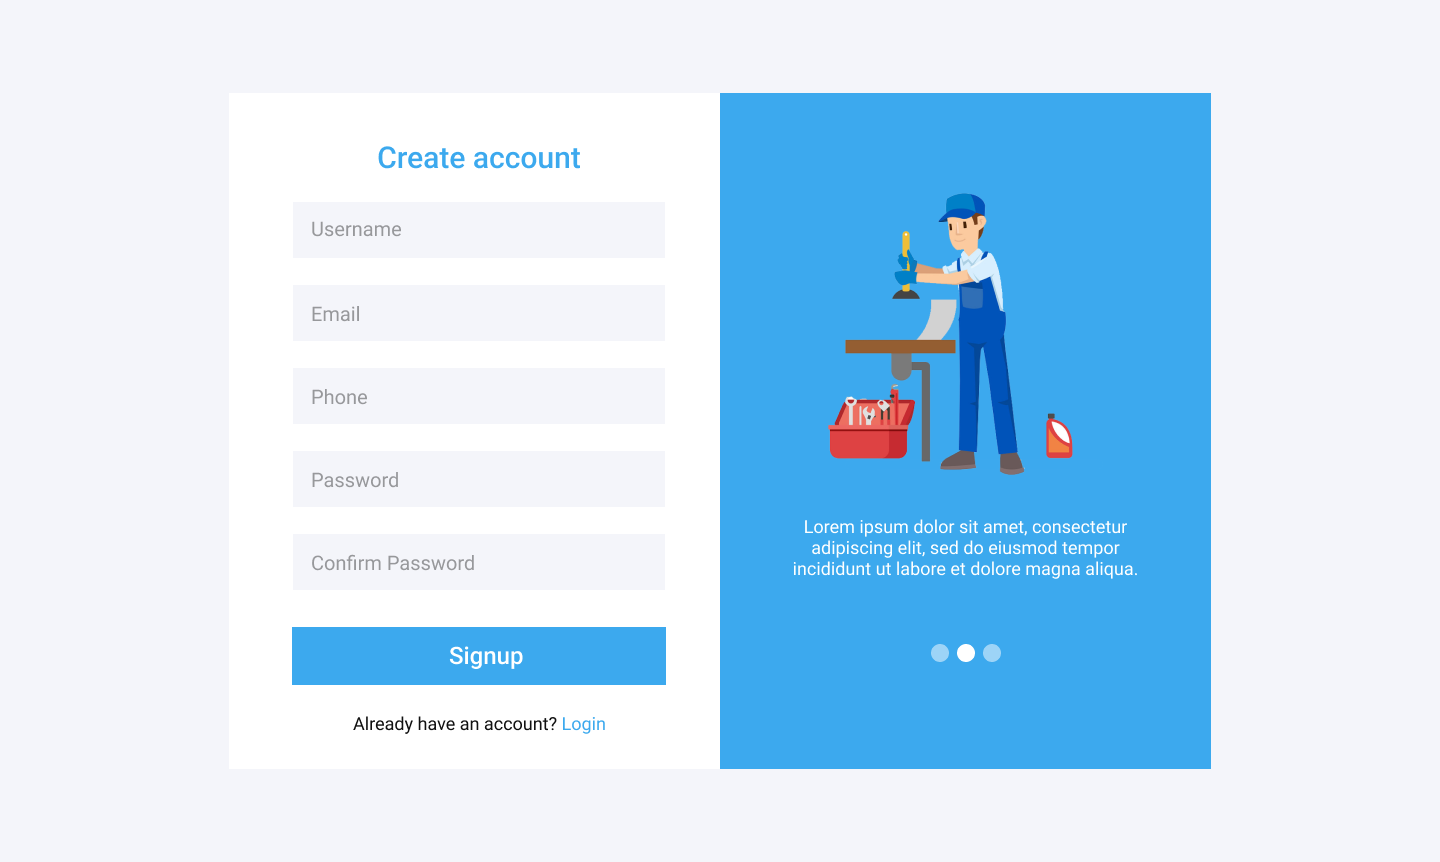 Create account
Username
Email
Phone
Password
Confirm Password
Signup
Already have an account? Login
Lorem ipsum dolor sit amet, consectetur
adipiscing elit, sed do eiusmod tempor
incididunt ut labore et dolore magna aliqua.